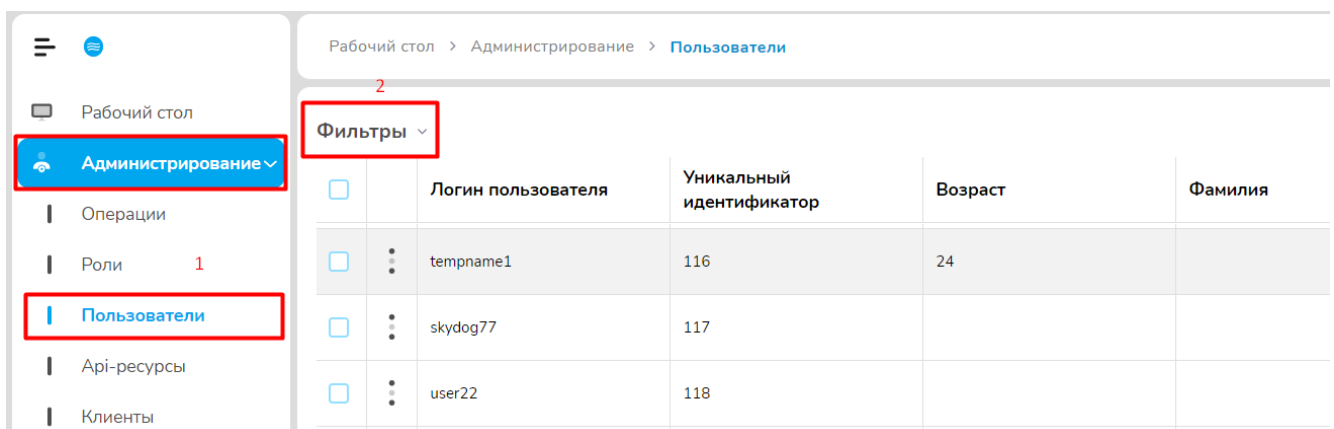 Рабочий стол > Администрирование > Пользователи
2
Рабочий стол
Администрирование
Операции
Роли 1
Пользователи
Api-ресурсы
Клиенты
Фильтры
Логин пользователя Уникальный идентификатор Возраст Фамилия
tempname1 116 24
skydog77 117
user22 118